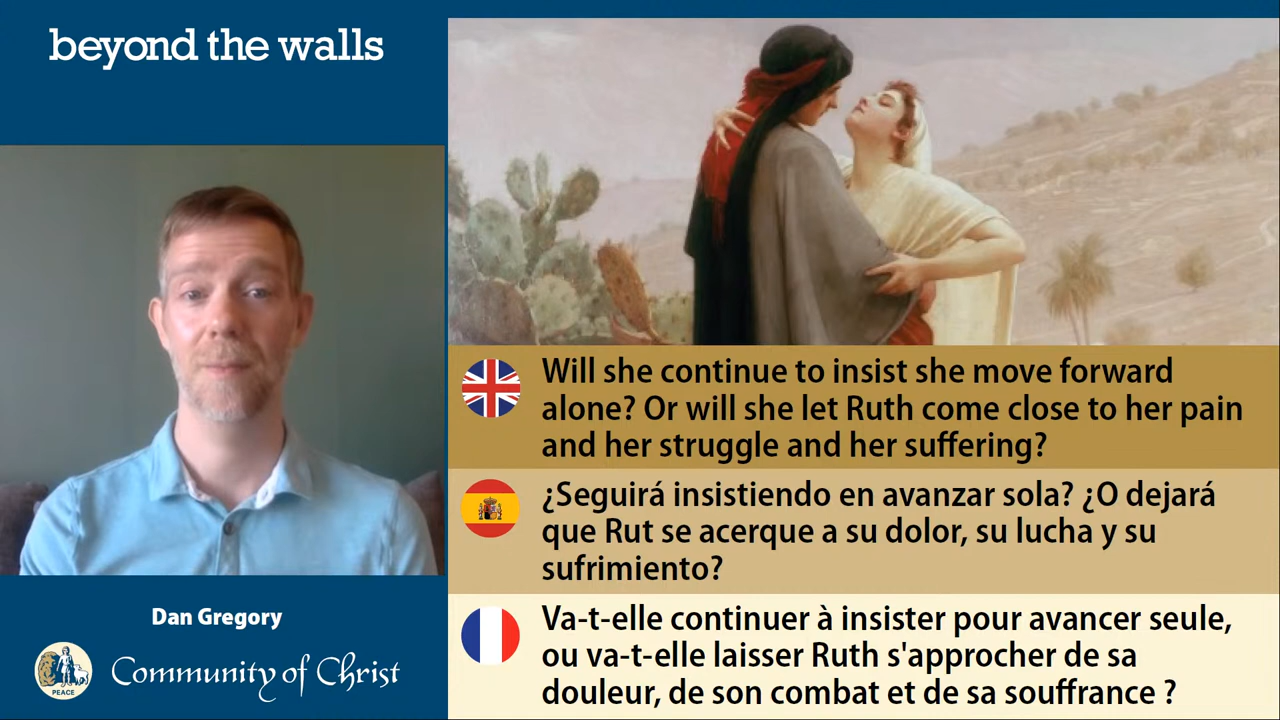 beyond the walls
Will she continue to insist she move forward
alone? Or will she let Ruth come close to her pain
and her struggle and her suffering?
¿Seguirá insistiendo en avanzar sola? ¿O dejará
que Rut se acerque a su dolor, su lucha y su
sufrimiento?
Va-t-elle continuer à insister pour avancer seule,
ou va-t-elle laisser Ruth s'approcher de sa
douleur, de son combat et de sa souffrance ?
Dan Gregory
PEACE
Community of Christ